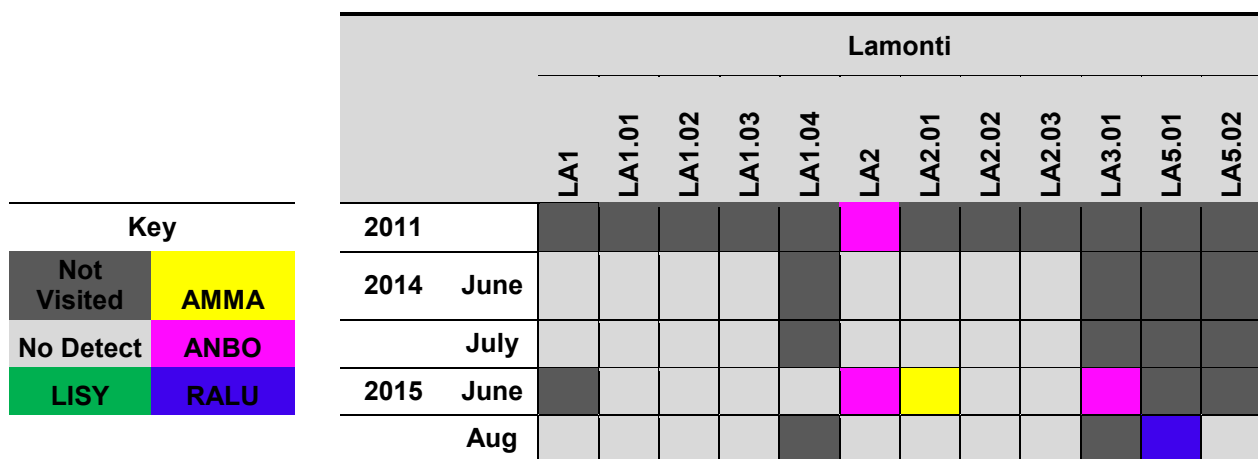 Lamonti
LA1
LA1.01
LA1.02
LA1.03
LA1.04
LA2
LA2.01
LA2.02
LA2.03
LA3.01
LA5.01
LA5.02
Key
Not
Visited
AMMA
No Detect
ANBO
LISY
RALU
2011
2014 June
July
2015 June
Aug